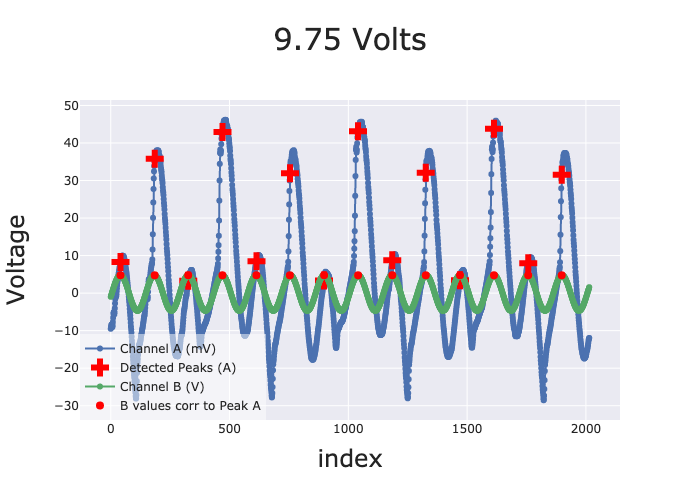 9.75 Volts
Voltage
50
40
30
20
10
0
−10
−20
−30
Channel A (mV)
Detected Peaks (A)
Channel B (V)
B values corr to Peak A
0
500
1000
1500
2000
index